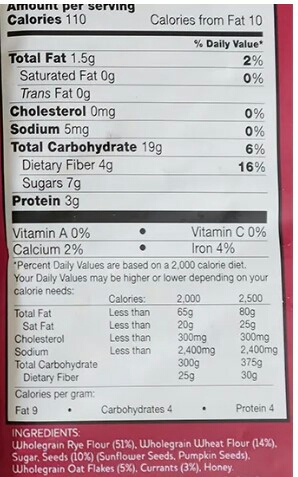 Amount per serving
Calories 110 Calories from Fat 10
% Daily Value*
Total Fat 1.5g 2%
Saturated Fat 0g 0%
Trans Fat 0g
Cholesterol 0mg 0%
Sodium 5mg 0%
Total Carbohydrate 19g 6%
Dietary Fiber 4g 16%
Sugars 7g
Protein 3g
Vitamin A 0% • Vitamin C 0%
Calcium 2% • Iron 4%
*Percent Daily Values are based on a 2,000 calorie diet.
Your Daily Values may be higher or lower depending on your
calorie needs:
Calories: 2,000 2,500
Total Fat Less than 65g 80g
Sat Fat Less than 20g 25g
Cholesterol Less than 300mg 300mg
Sodium Less than 2,400mg 2,400mg
Total Carbohydrate 300g 375g
Dietary Fiber 25g 30g
Calories per gram:
Fat 9 • Carbohydrates 4 • Protein 4
INGREDIENTS:
Wholegrain Rye Flour (51%), Wholegrain Wheat Flour (14%),
Sugar, Seeds (10%) (Sunflower Seeds, Pumpkin Seeds),
Wholegrain Oat Flakes (5%), Currants (3%), Honey.